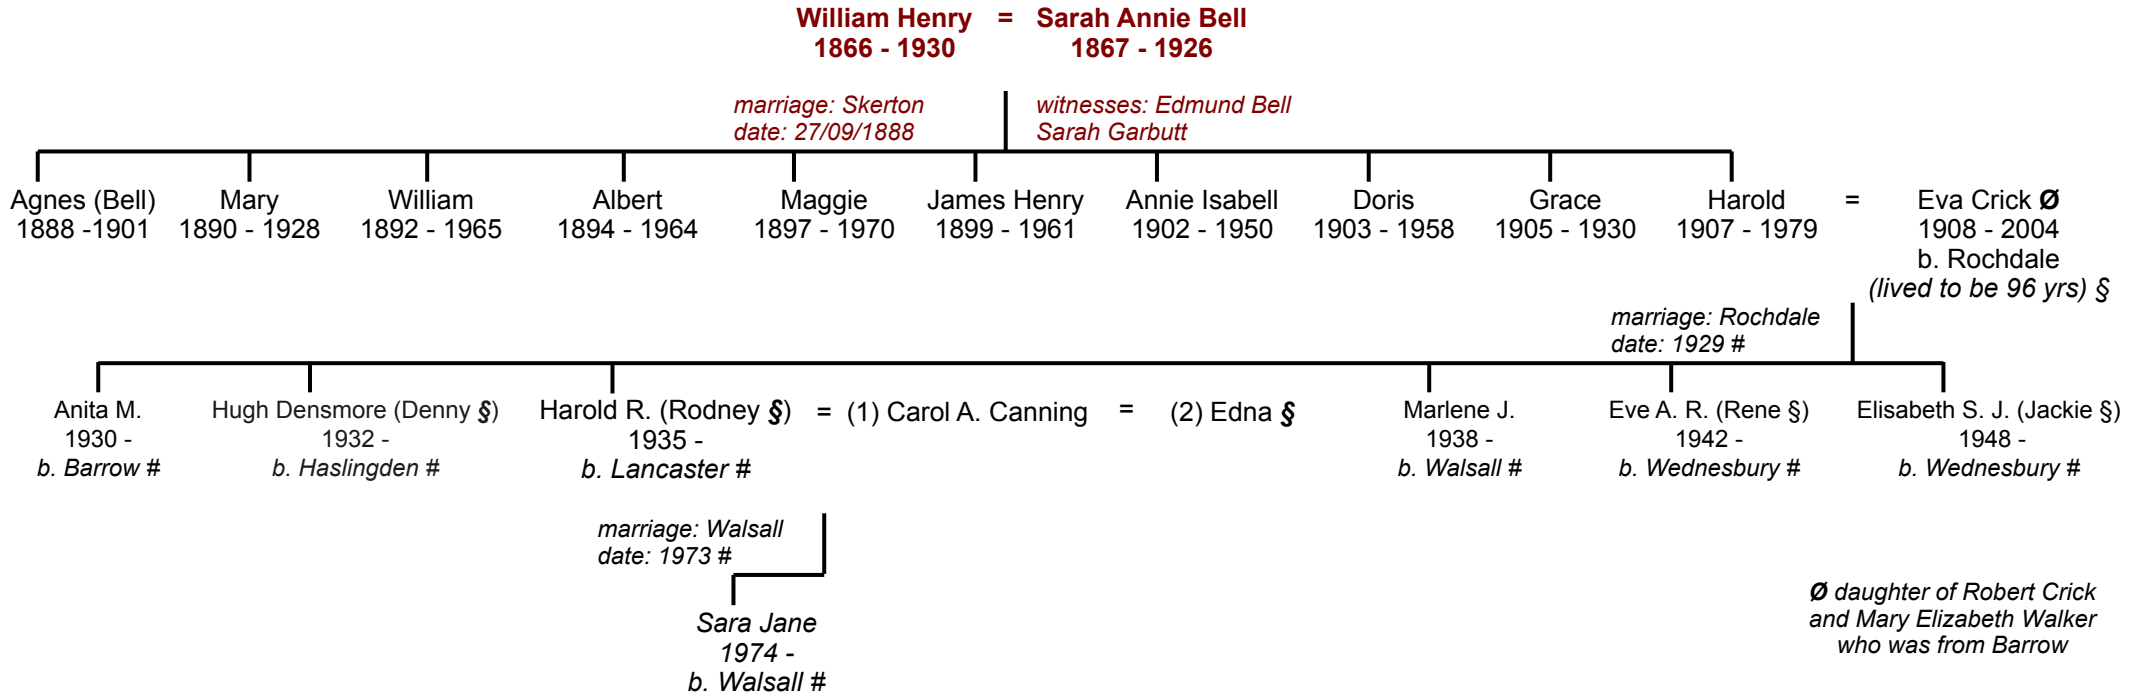 William Henry = Sarah Annie Bell
1866 - 1930 1867 - 1926
marriage: Skerton witnesses: Edmund Bell
date: 27/09/1888 Sarah Garbutt
Agnes (Bell) Mary William Albert Maggie James Henry Annie Isabell Doris Grace Harold = Eva Crick Ø
1888 -1901 1890 - 1928 1892 - 1965 1894 - 1964 1897 - 1970 1899 - 1961 1902 - 1950 1903 - 1958 1905 - 1930 1907 - 1979 1908 - 2004
b. Rochdale
(lived to be 96 yrs) §
marriage: Rochdale
date: 1929 #
Anita M. Hugh Densmore (Denny §) Harold R. (Rodney §) = (1) Carol A. Canning = (2) Edna § Marlene J. Eve A. R. (Rene §) Elisabeth S. J. (Jackie §)
1930 - 1932 - 1935 - 1938 - 1942 - 1948 -
b. Barrow # b. Haslingden # b. Lancaster # b. Walsall # b. Wednesbury # b. Wednesbury #
marriage: Walsall
date: 1973 #
Sara Jane
1974 -
b. Walsall #
Ø daughter of Robert Crick
and Mary Elizabeth Walker
who was from Barrow